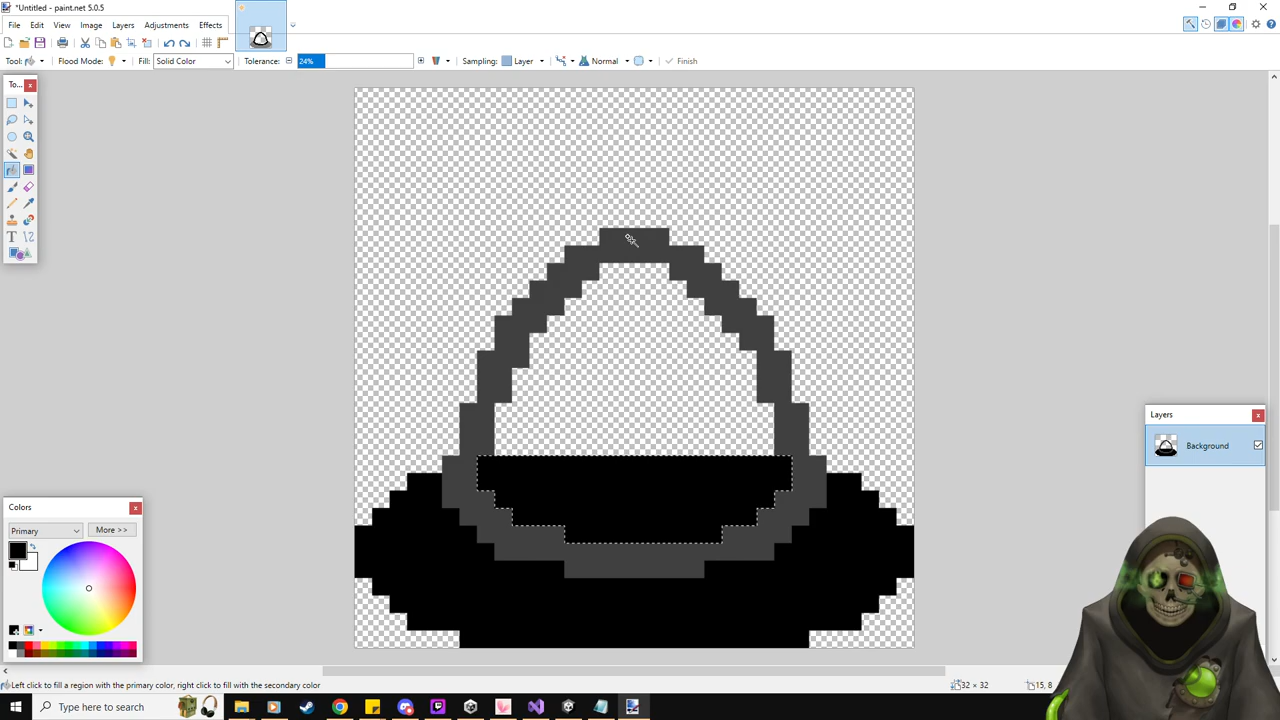 *Untitled - paint.net 5.0.5
File Edit View Image Layers Adjustments Effects
Tool: Flood Mode: Fill: Solid Color Tolerance: 24% Sampling: Layer Normal Finish
To...
Layers
Background
Colors
Primary More >>
Left click to fill a region with the primary color, right click to fill with the secondary color 32 × 32 15, 8
Type here to search